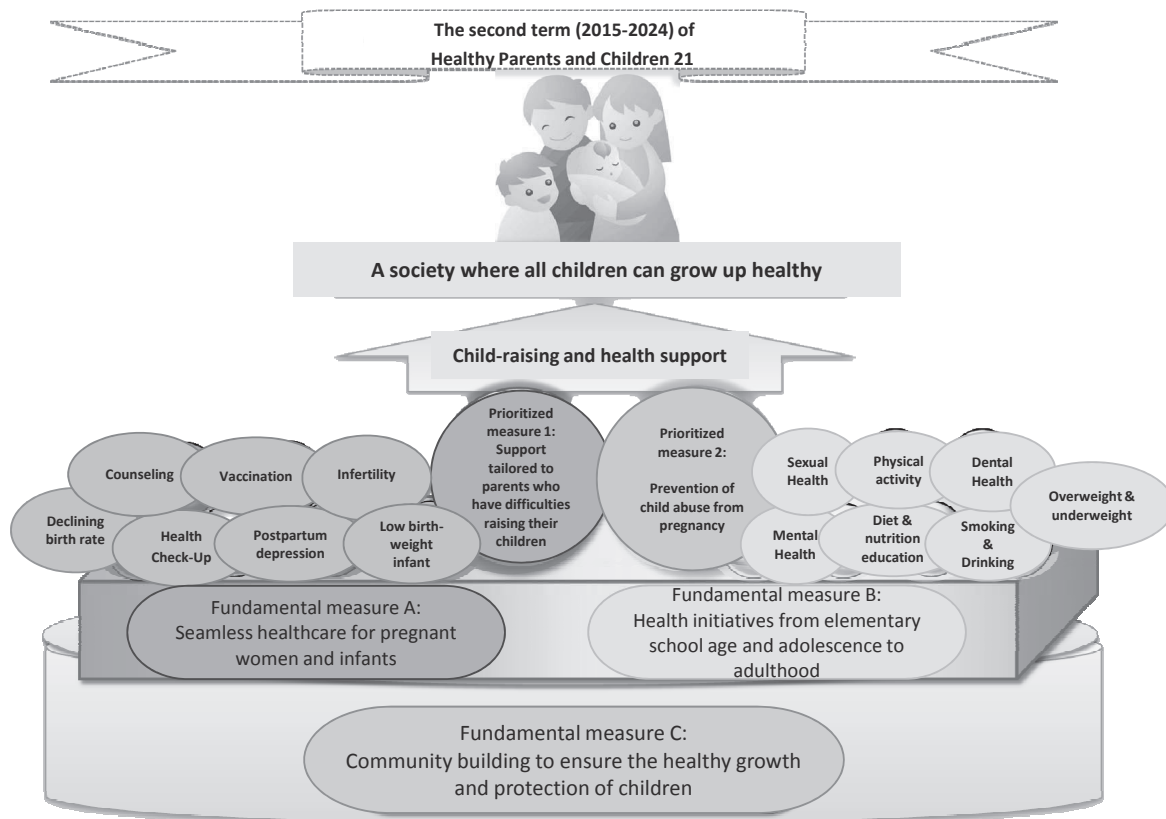 The second term (2015-2024) of
Healthy Parents and Children 21
A society where all children can grow up healthy
Child-raising and health support
Prioritized
measure 1:
Support
tailored to
parents who
have difficulties
raising their
children
Prioritized
measure 2:
Prevention of
child abuse from
pregnancy
Counseling
Vaccination
Infertility
Declining
birth rate
Health
Check-Up
Postpartum
depression
Low birth-
weight
infant
Sexual
Health
Physical
activity
Dental
Health
Overweight &
underweight
Mental
Health
Diet &
nutrition
education
Smoking
&
Drinking
Fundamental measure A:
Seamless healthcare for pregnant
women and infants
Fundamental measure B:
Health initiatives from elementary
school age and adolescence to
adulthood
Fundamental measure C:
Community building to ensure the healthy growth
and protection of children